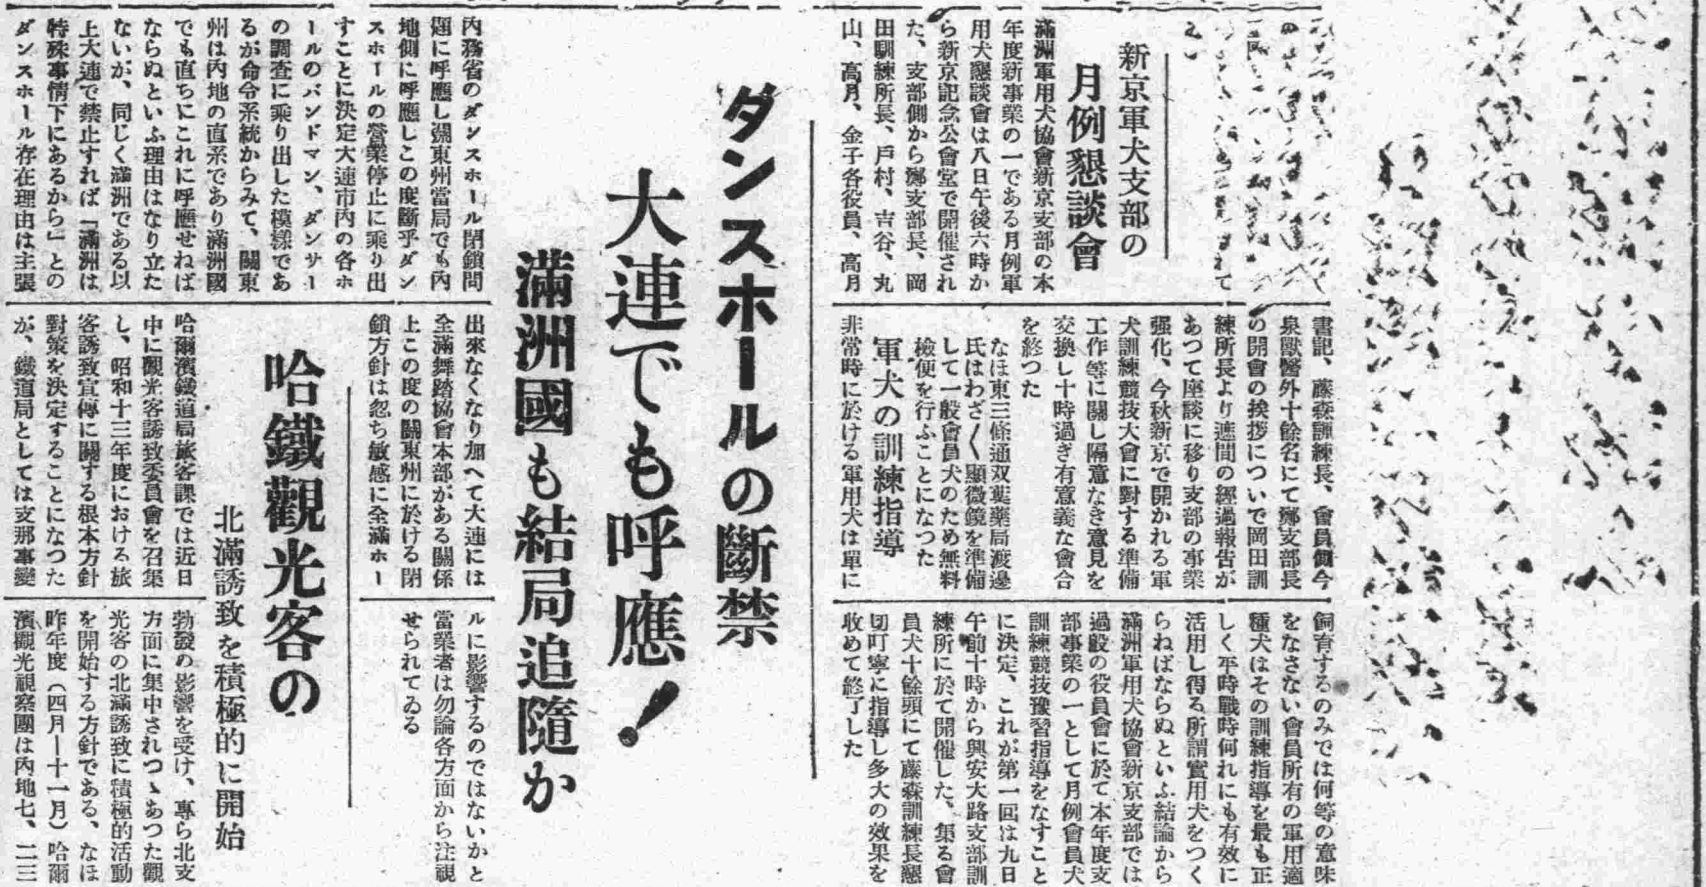 新京軍犬支部の
月例懇談會
滿洲軍用犬協會新京支部の本
年度新事業の一である月例軍
用犬懇談會は八日午後六時か
ら新京記念公會堂で開催され
た、支部側から鄭支部長、岡
田馴練所長、戸村、吉谷、丸
山、高月、金子各役員、高月
書記、藤森訓練長、會員側今
泉獸醫外十餘名にて鄭支部長
の開會の挨拶についで岡田訓
練所長より進間の經過報告が
あつて座談に移り支部の事業
强化、今秋新京で開かれる軍
犬訓練競技大會に對する準備
工作等に關し隔意なき意見を
交換し十時過ぎ有意義な會合
を終つた
なほ東三條通双葉藥局渡邊
氏はわざ〱顯微鏡を準備
して一般會員犬のため無料
檢便を行ふことになつた
軍犬の訓練指導
非常時に於ける軍用犬は單に
飼育するのみでは何等の意味
をなさない會員所有の軍用適
種犬はその訓練指導を最も正
しく平時戰時何れにも有效に
活用し得る所謂實用犬をつく
らねばならぬといふ結論から
滿洲軍用犬協會新京支部では
過般の役員會に於て本年度支
部事業の一として月例會員犬
訓練競技豫習指導をなすこと
に決定、これが第一回は九日
午前十時から興安大路支部訓
練所に於て開催した、集る會
員犬十餘頭にて藤森訓練長懇
切叮寧に指導し多大の效果を
收めて終了した
ダンスホールの斷禁
大連でも呼應！
滿洲國も結局追隨か
內務省のダンスホール閉鎖問
題に呼應し關東州當局でも內
地側に呼應しこの度斷乎ダン
スホールの營業停止に乘り出
すことに決定大連市內の各ホ
ールのバンドマン、ダンサー
の調查に乘り出した模樣であ
るが命令系統からみて、關東
州は內地の直系であり滿洲國
でも直ちにこれに呼應せねば
ならぬといふ理由はなり立た
ないが、同じく滿洲である以
上大連で禁止すれば「滿洲は
特殊事情下にあるから」との
ダンスホール存在理由は主張
出來なくなり加へて大連には
全滿舞踏協會本部がある關係
上この度の關東州に於ける閉
鎖方針は忽ち敏感に全滿ホー
ルに影響するのではないかと
當業者は勿論各方面から注視
せられてゐる
哈鐵觀光客の
北滿誘致を積極的に開始
哈爾濱鐵道局旅客課では近日
中に觀光客誘致委員會を召集
し、昭和十三年度における旅
客誘致宣傳に關する根本方針
對策を決定することになつた
が、鐵道局としては支那事變
勃發の影響を受け、專ら北支
方面に集中されつゝあつた觀
光客の北滿誘致に積極的活動
を開始する方針である、なほ
昨年度（四月ー十一月）哈爾
濱觀光視察團は內地七、二三